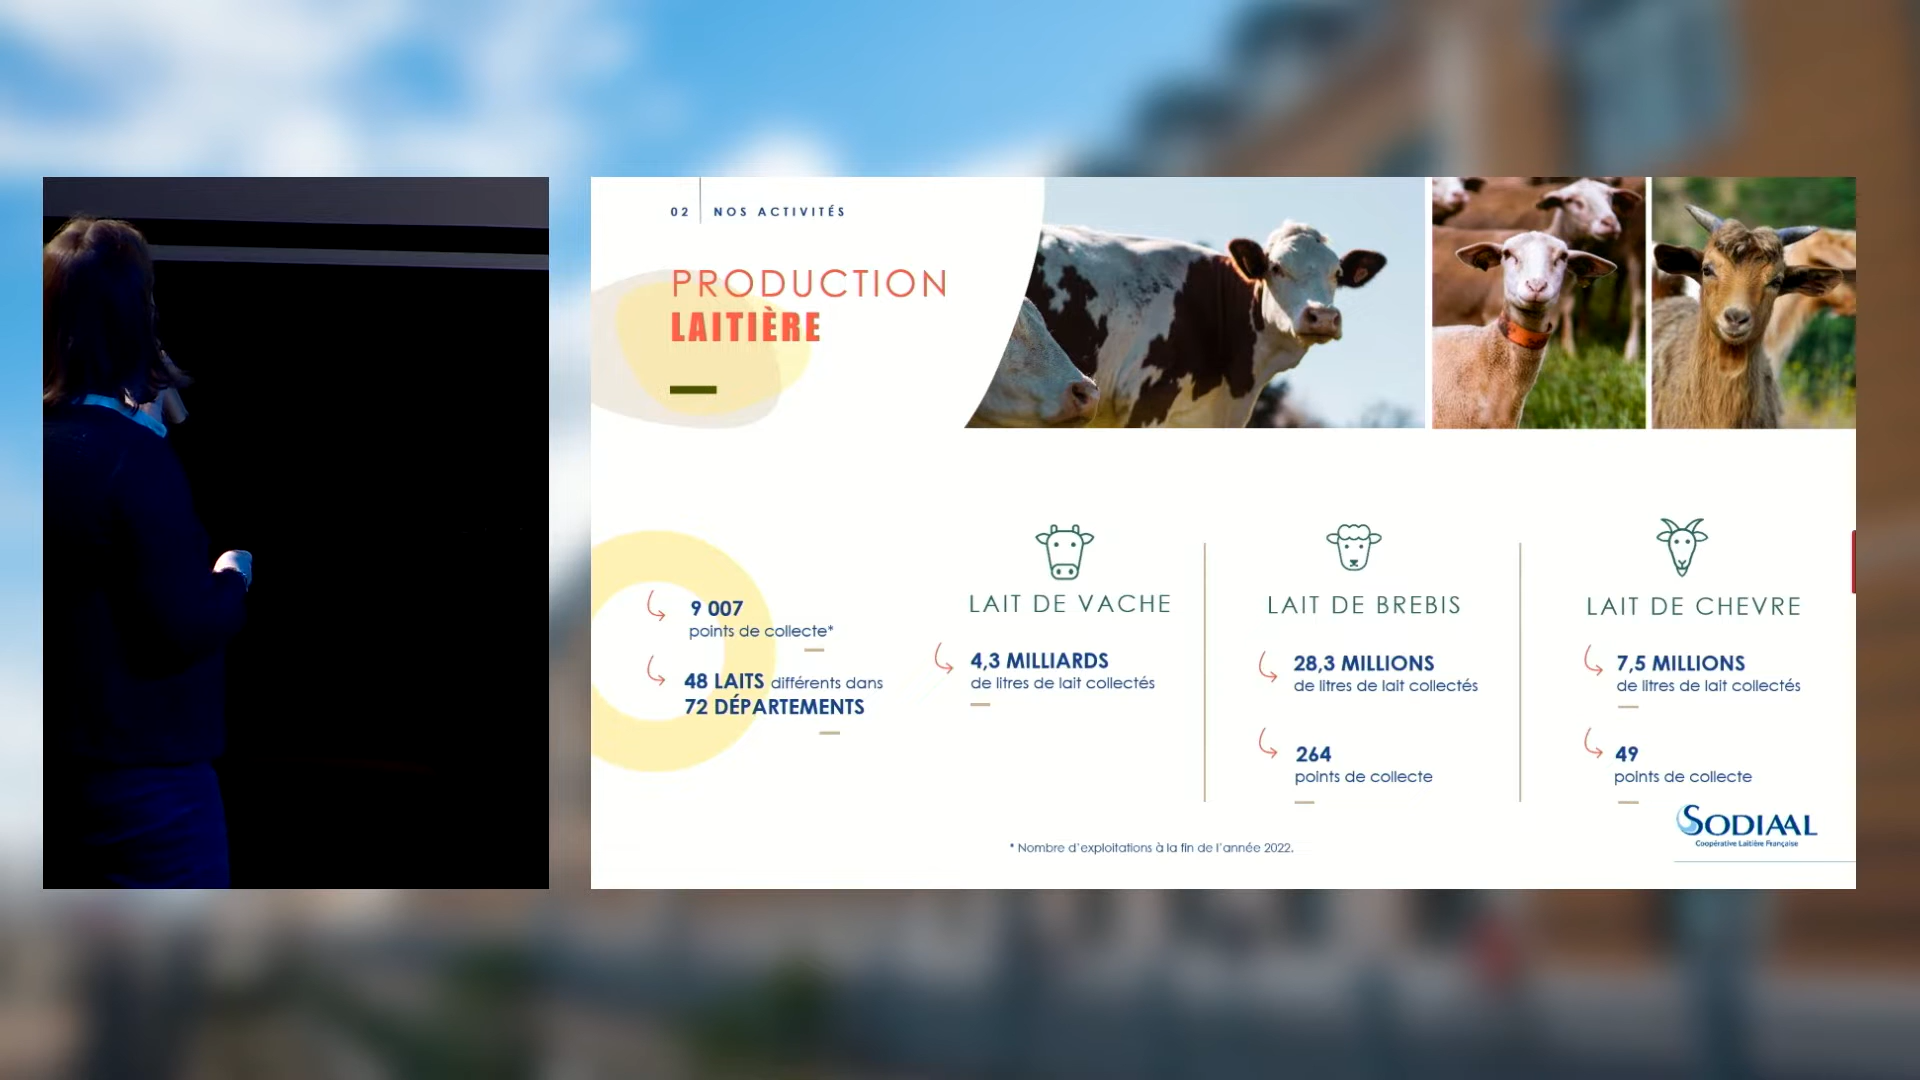 02 NOS ACTIVITÉS
PRODUCTION
LAITIÈRE
9 007
points de collecte*
48 LAITS différents dans
72 DÉPARTEMENTS
LAIT DE VACHE
4,3 MILLIARDS
de litres de lait collectés
LAIT DE BREBIS
28,3 MILLIONS
de litres de lait collectés
264
points de collecte
LAIT DE CHEVRE
7,5 MILLIONS
de litres de lait collectés
49
points de collecte
SODIAAL
Coopérative Laitière Française
* Nombre d'exploitations à la fin de l'année 2022.